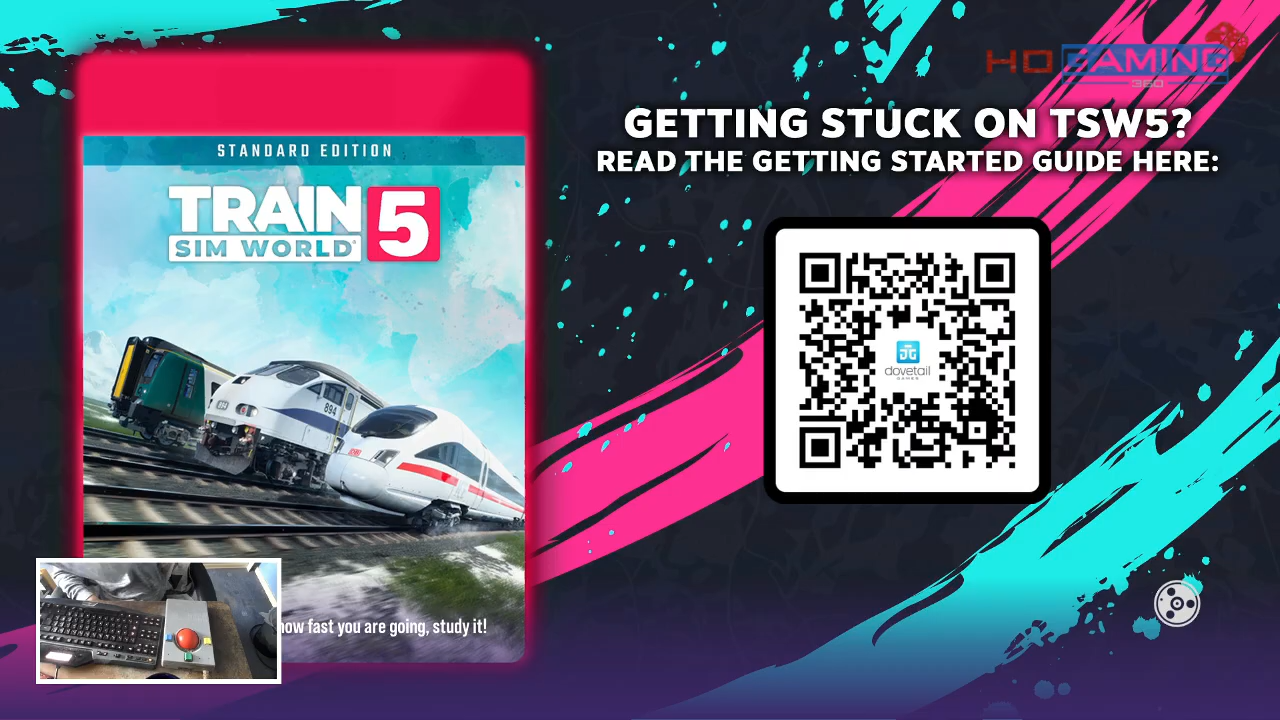 HD GAMING
360
GETTING STUCK ON TSW5?
READ THE GETTING STARTED GUIDE HERE:
STANDARD EDITION
TRAIN 5
SIM WORLD
894
dovetail
GAMES
how fast you are going, study it!